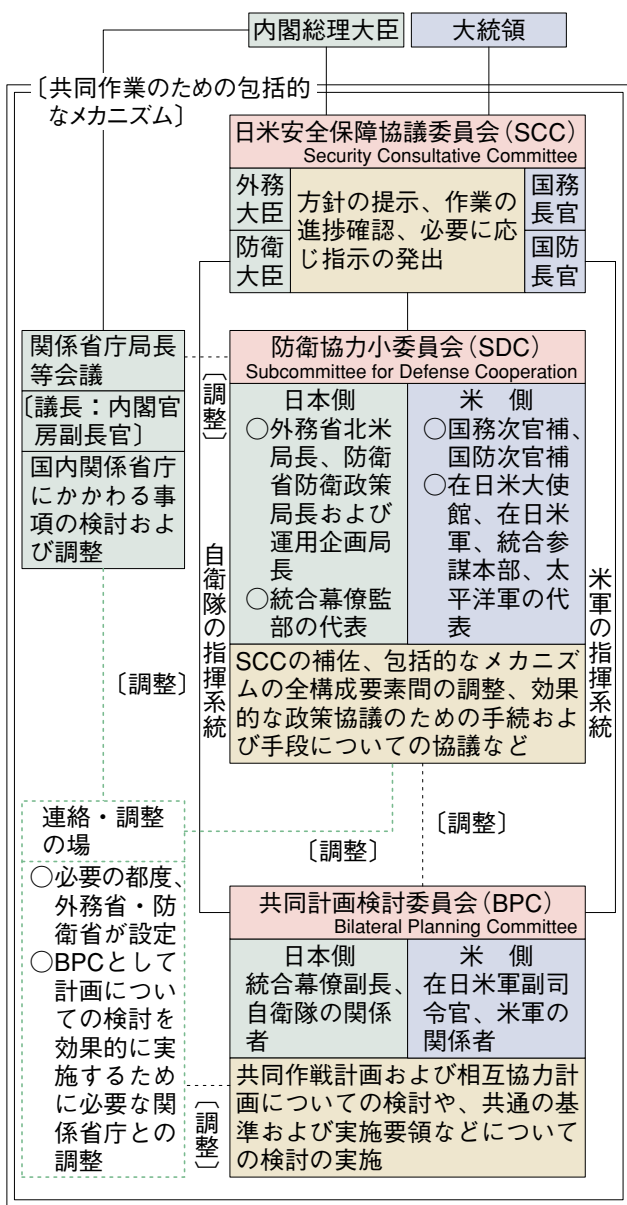 内閣総理大臣
大統領
〔共同作業のための包括的
なメカニズム〕
日米安全保障協議委員会(SCC)
Security Consultative Committee
外務
大臣
防衛
大臣
方針の提示、作業の
進捗確認、必要に応
じ指示の発出
国務
長官
国防
長官
関係省庁局長
等会議
〔議長:内閣官
房副長官〕
国内関係省庁
にかかわる事
項の検討およ
び調整
〔調整〕
防衛協力小委員会(SDC)
Subcommittee for Defense Cooperation
日本側
○外務省北米
局長、防衛
省防衛政策
局長および
運用企画局
長
○統合幕僚監
部の代表
米 側
○国務次官補、
国防次官補
○在日米大使
館、在日米
軍、統合参
謀本部、太
平洋軍の代
表
SCCの補佐、包括的なメカニズ
ムの全構成要素間の調整、効果
的な政策協議のための手続およ
び手段についての協議など
自衛隊の指揮系統
米軍の指揮系統
〔調整〕
〔調整〕
〔調整〕
連絡・調整
の場
○必要の都度、
外務省・防
衛省が設定
○BPCとして
計画につい
ての検討を
効果的に実
施するため
に必要な関
係省庁との
調整
〔調整〕
共同計画検討委員会(BPC)
Bilateral Planning Committee
日本側
統合幕僚副長、
自衛隊の関係
者
米 側
在日米軍副司
令官、米軍の
関係者
共同作戦計画および相互協力計
画についての検討や、共通の基
準および実施要領などについて
の検討の実施